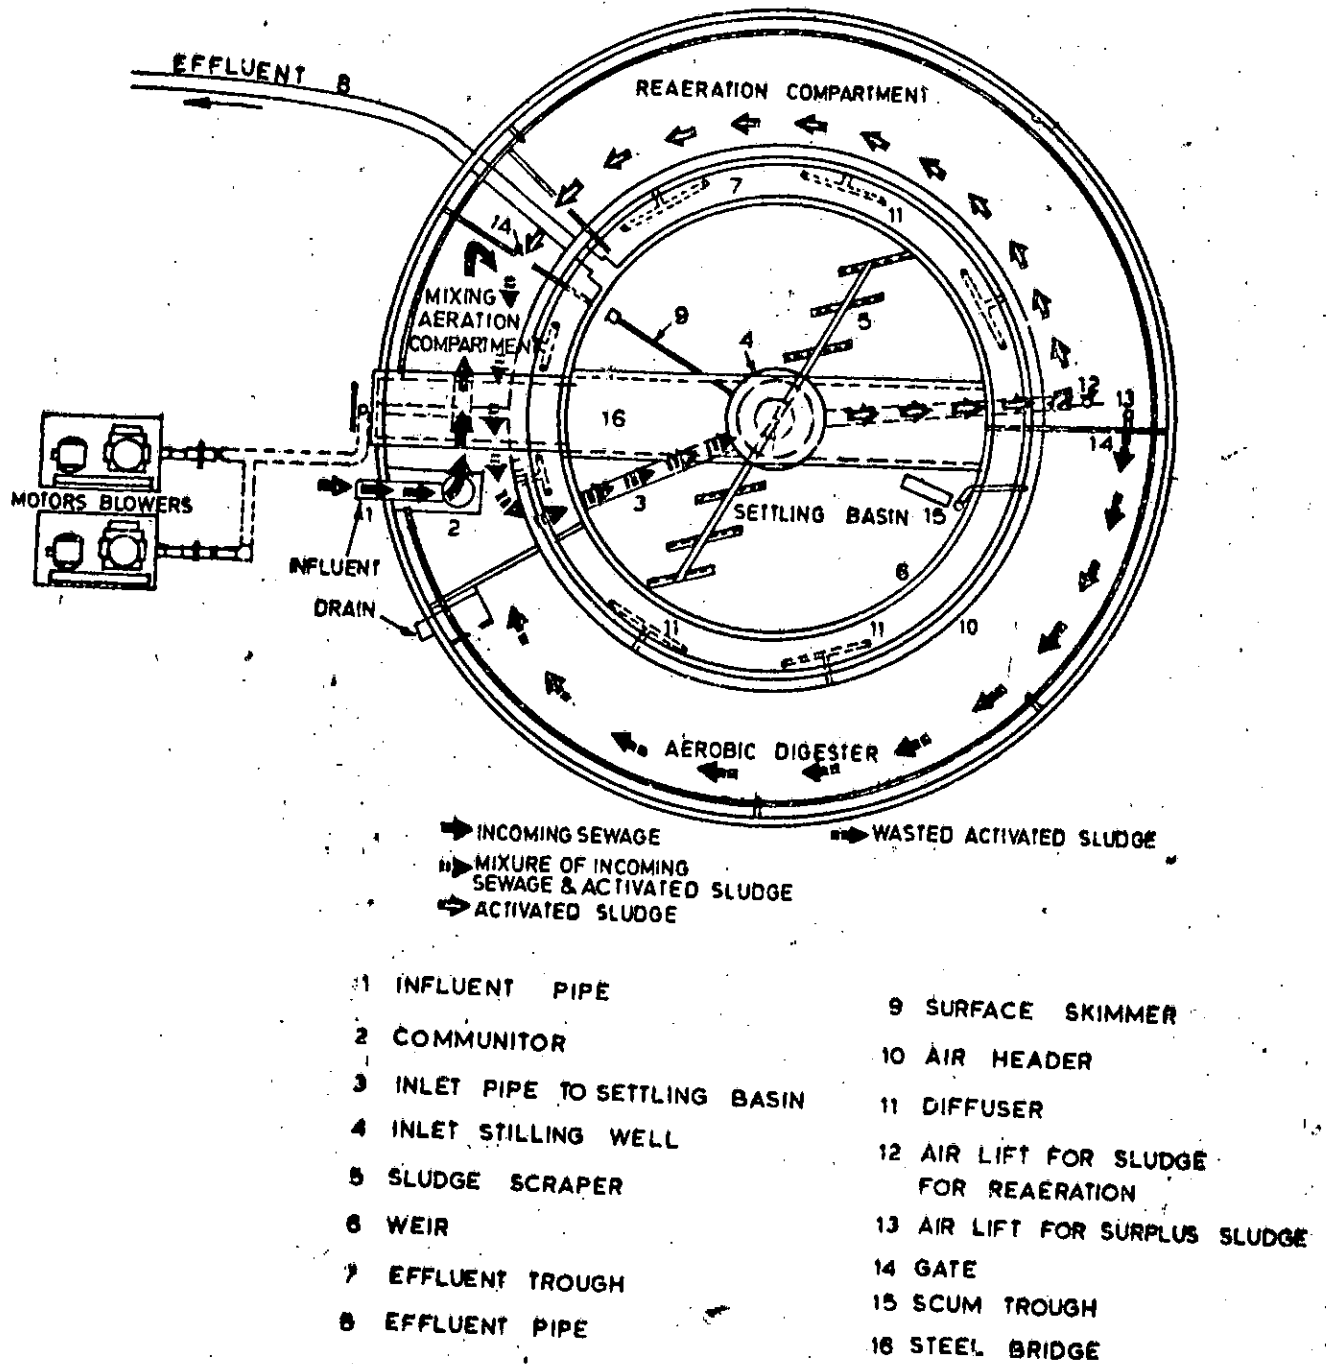 EFFLUENT 8
REAERATION COMPARTMENT
7
11
14
MIXING
AERATION
COMPARTMENT
9
4
5
12
13
16
14
MOTORS BLOWERS
1
2
3
SETTLING BASIN 15
INFLUENT
DRAIN
6
11
11
10
AEROBIC DIGESTER
INCOMING SEWAGE
WASTED ACTIVATED SLUDGE
MIXURE OF INCOMING
SEWAGE & ACTIVATED SLUDGE
ACTIVATED SLUDGE
1 INFLUENT PIPE
2 COMMUNITOR
3 INLET PIPE TO SETTLING BASIN
4 INLET STILLING WELL
5 SLUDGE SCRAPER
6 WEIR
7 EFFLUENT TROUGH
8 EFFLUENT PIPE
9 SURFACE SKIMMER
10 AIR HEADER
11 DIFFUSER
12 AIR LIFT FOR SLUDGE
FOR REAERATION
13 AIR LIFT FOR SURPLUS SLUDGE
14 GATE
15 SCUM TROUGH
16 STEEL BRIDGE